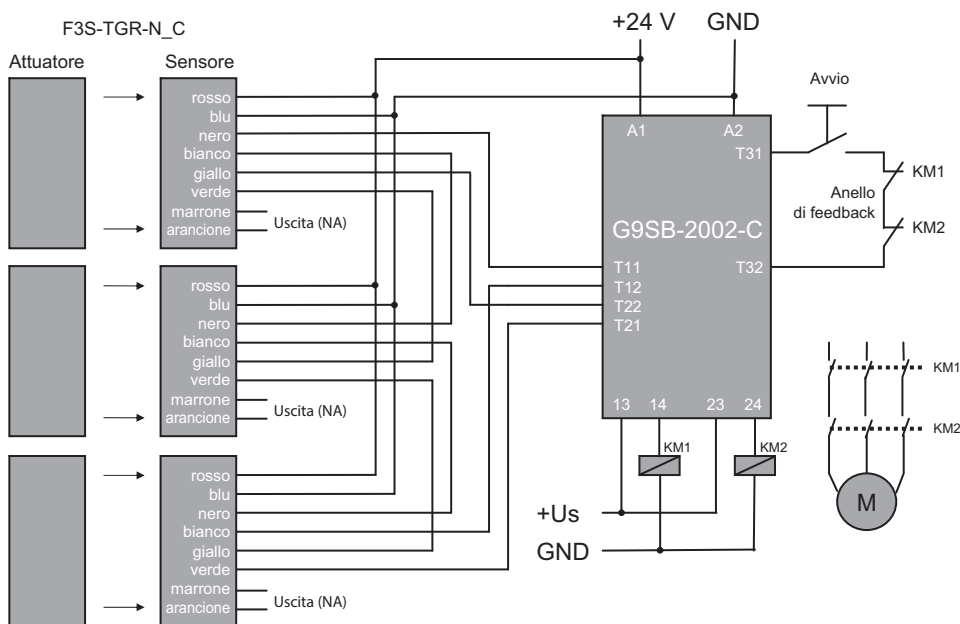 F3S-TGR-N_C
Attuatore
Sensore
rosso
blu
nero
bianco
giallo
verde
marrone
arancione
Uscita (NA)
rosso
blu
nero
bianco
giallo
verde
marrone
arancione
Uscita (NA)
rosso
blu
nero
bianco
giallo
verde
marrone
arancione
Uscita (NA)
+24 V
GND
A1
A2
T31
G9SB-2002-C
T11
T12
T22
T21
T32
13
14
23
24
KM1
KM2
+Us
GND
Avvio
KM1
Anello
di feedback
KM2
KM1
KM2
M